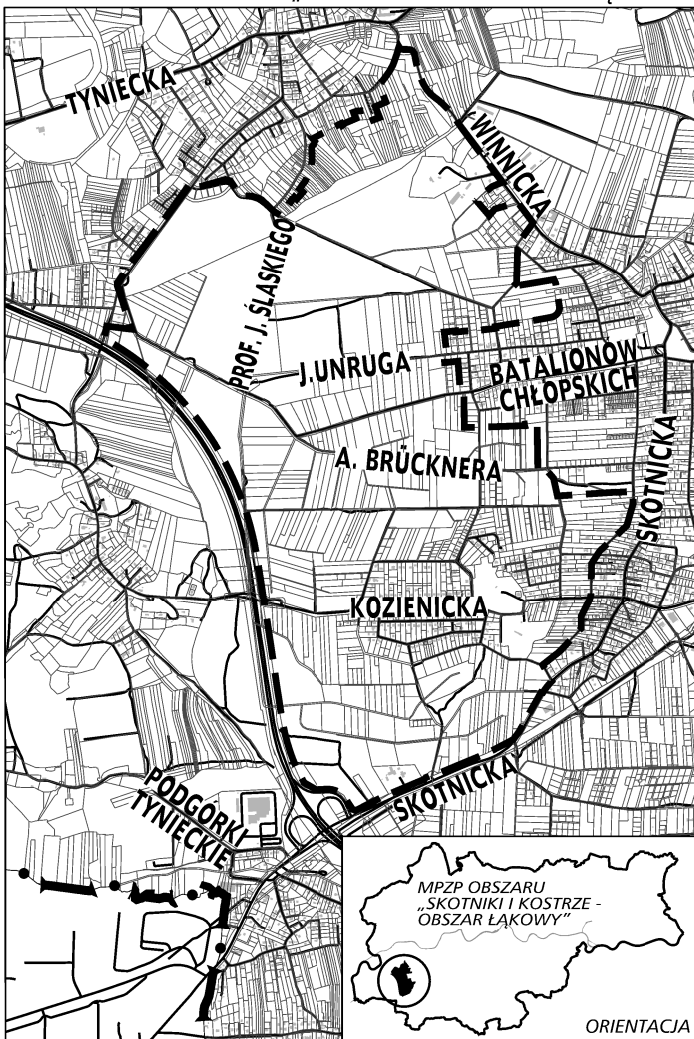 TYNIECKA
WINNICKA
PROF. J. ŚLASKIEGO
J.UNRUGA
BATALIONÓW
CHŁOPSKICH
A. BRÜCKNERA
SKOTNICKA
KOZIENICKA
SKOTNICKA
PODGÓRKI
TYNIECKIE
MPZP OBSZARU
„SKOTNIKI I KOSTRZE -
OBSZAR ŁĄKOWY”
ORIENTACJA